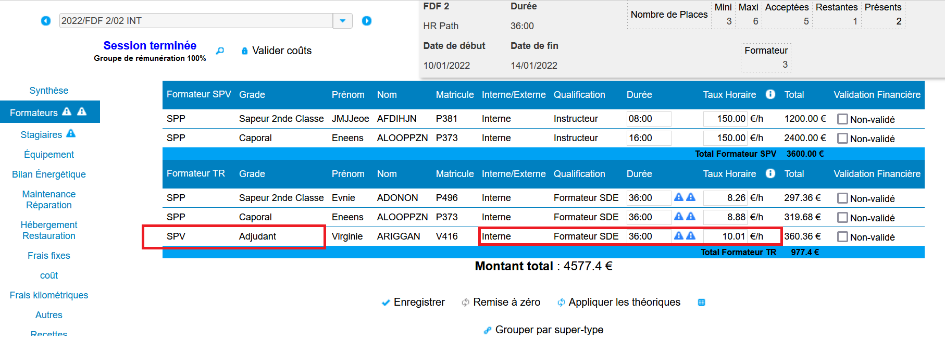 2022/FDF 2/02 INT
Session terminée
Groupe de rémunération 100%
Valider coûts
FDF 2 Durée
HR Path 36:00
Date de début Date de fin
10/01/2022 14/01/2022
Nombre de Places Mini Maxi Acceptées Restantes Présents
3 6 5 1 2
Formateur
3
Synthèse
Formateurs
Stagiaires
Équipement
Bilan Énergétique
Maintenance
Réparation
Hébergement
Restauration
Frais fixes
coût
Frais kilométriques
Autres
Recettes
Formateur SPV Grade Prénom Nom Matricule Interne/Externe Qualification Durée Taux Horaire Total Validation Financière
SPP Sapeur 2nde Classe JMJJeoe AFDIHJN P381 Interne Instructeur 08:00 150.00 €/h 1200.00 € Non-validé
SPP Caporal Eneens ALOOPPZN P373 Interne Instructeur 16:00 150.00 €/h 2400.00 € Non-validé
Total Formateur SPV 3600.00 €
Formateur TR Grade Prénom Nom Matricule Interne/Externe Qualification Durée Taux Horaire Total Validation Financière
SPP Sapeur 2nde Classe Evnie ADONON P496 Interne Formateur SDE 36:00 8.26 €/h 297.36 € Non-validé
SPP Caporal Eneens ALOOPPZN P373 Interne Formateur SDE 36:00 8.88 €/h 319.68 € Non-validé
SPV Adjudant Virginie ARIGGAN V416 Interne Formateur SDE 36:00 10.01 €/h 360.36 € Non-validé
Total Formateur TR 977.4 €
Montant total : 4577.4 €
Enregistrer Remise à zéro Appliquer les théoriques
Grouper par super-type